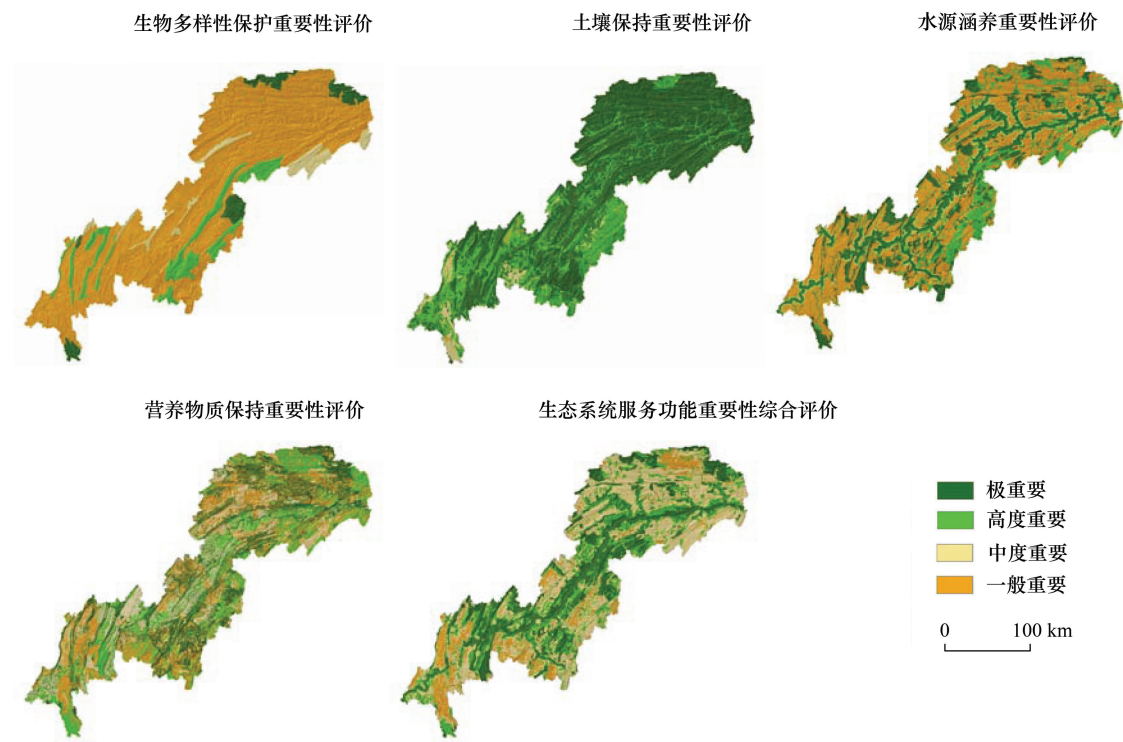 生物多样性保护重要性评价
土壤保持重要性评价
水源涵养重要性评价
营养物质保持重要性评价
生态系统服务功能重要性综合评价
极重要
高度重要
中度重要
一般重要
0 100 km